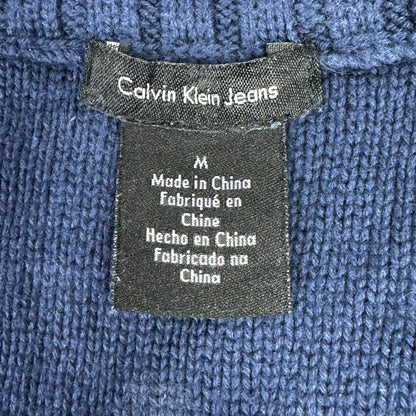 Calvin Klein Jeans
M
Made in China
Fabriqué en
Chine
Hecho en China
Fabricado na
China